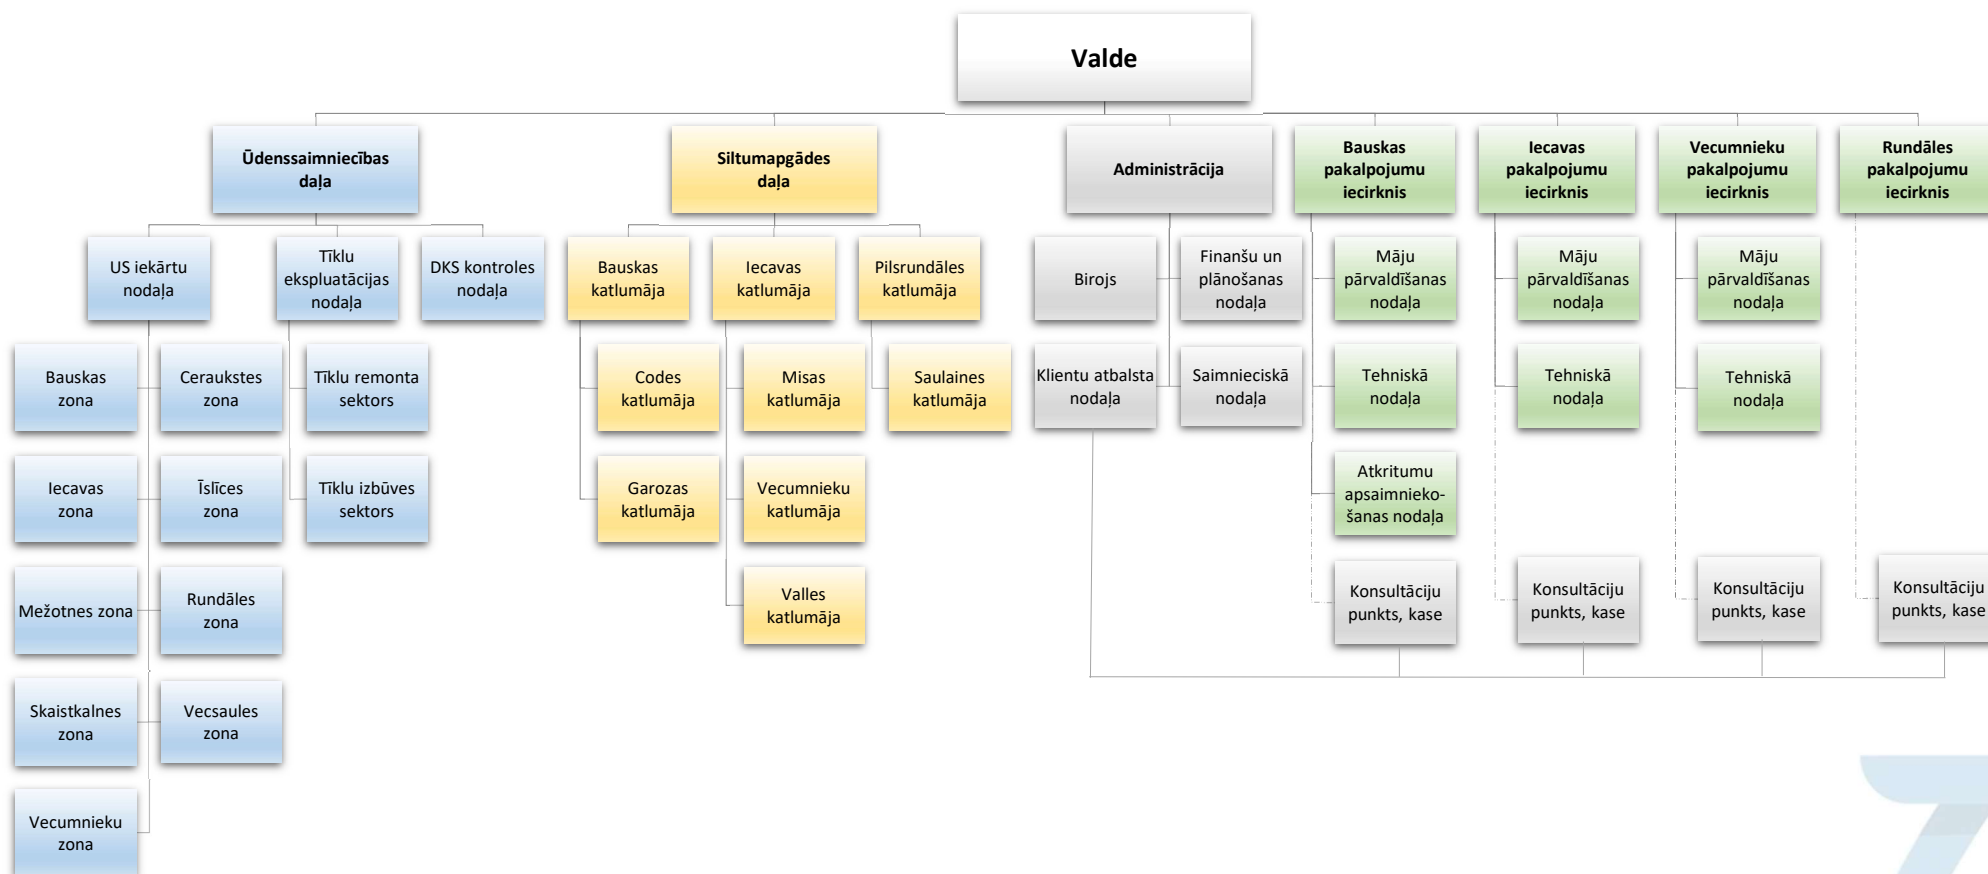 Valde
Ūdenssaimniecības
daļa
Siltumapgādes
daļa
Administrācija
Bauskas
pakalpojumu
iecirknis
Iecavas
pakalpojumu
iecirknis
Vecumnieku
pakalpojumu
iecirknis
Rundāles
pakalpojumu
iecirknis
US iekārtu
nodaļa
Tīklu
ekspluatācijas
nodaļa
DKS kontroles
nodaļa
Bauskas
katlumāja
Iecavas
katlumāja
Pilsrundāles
katlumāja
Birojs
Finanšu un
plānošanas
nodaļa
Māju
pārvaldīšanas
nodaļa
Māju
pārvaldīšanas
nodaļa
Māju
pārvaldīšanas
nodaļa
Bauskas
zona
Ceraukstes
zona
Tīklu remonta
sektors
Codes
katlumāja
Misas
katlumāja
Saulaines
katlumāja
Klientu atbalsta
nodaļa
Saimnieciskā
nodaļa
Tehniskā
nodaļa
Tehniskā
nodaļa
Tehniskā
nodaļa
Iecavas
zona
Īslīces
zona
Tīklu izbūves
sektors
Garozas
katlumāja
Vecumnieku
katlumāja
Atkritumu
apsaimnieko-
šanas nodaļa
Mežotnes zona
Rundāles
zona
Valles
katlumāja
Konsultāciju
punkts, kase
Konsultāciju
punkts, kase
Konsultāciju
punkts, kase
Konsultāciju
punkts, kase
Skaistkalnes
zona
Vecsaules
zona
Vecumnieku
zona